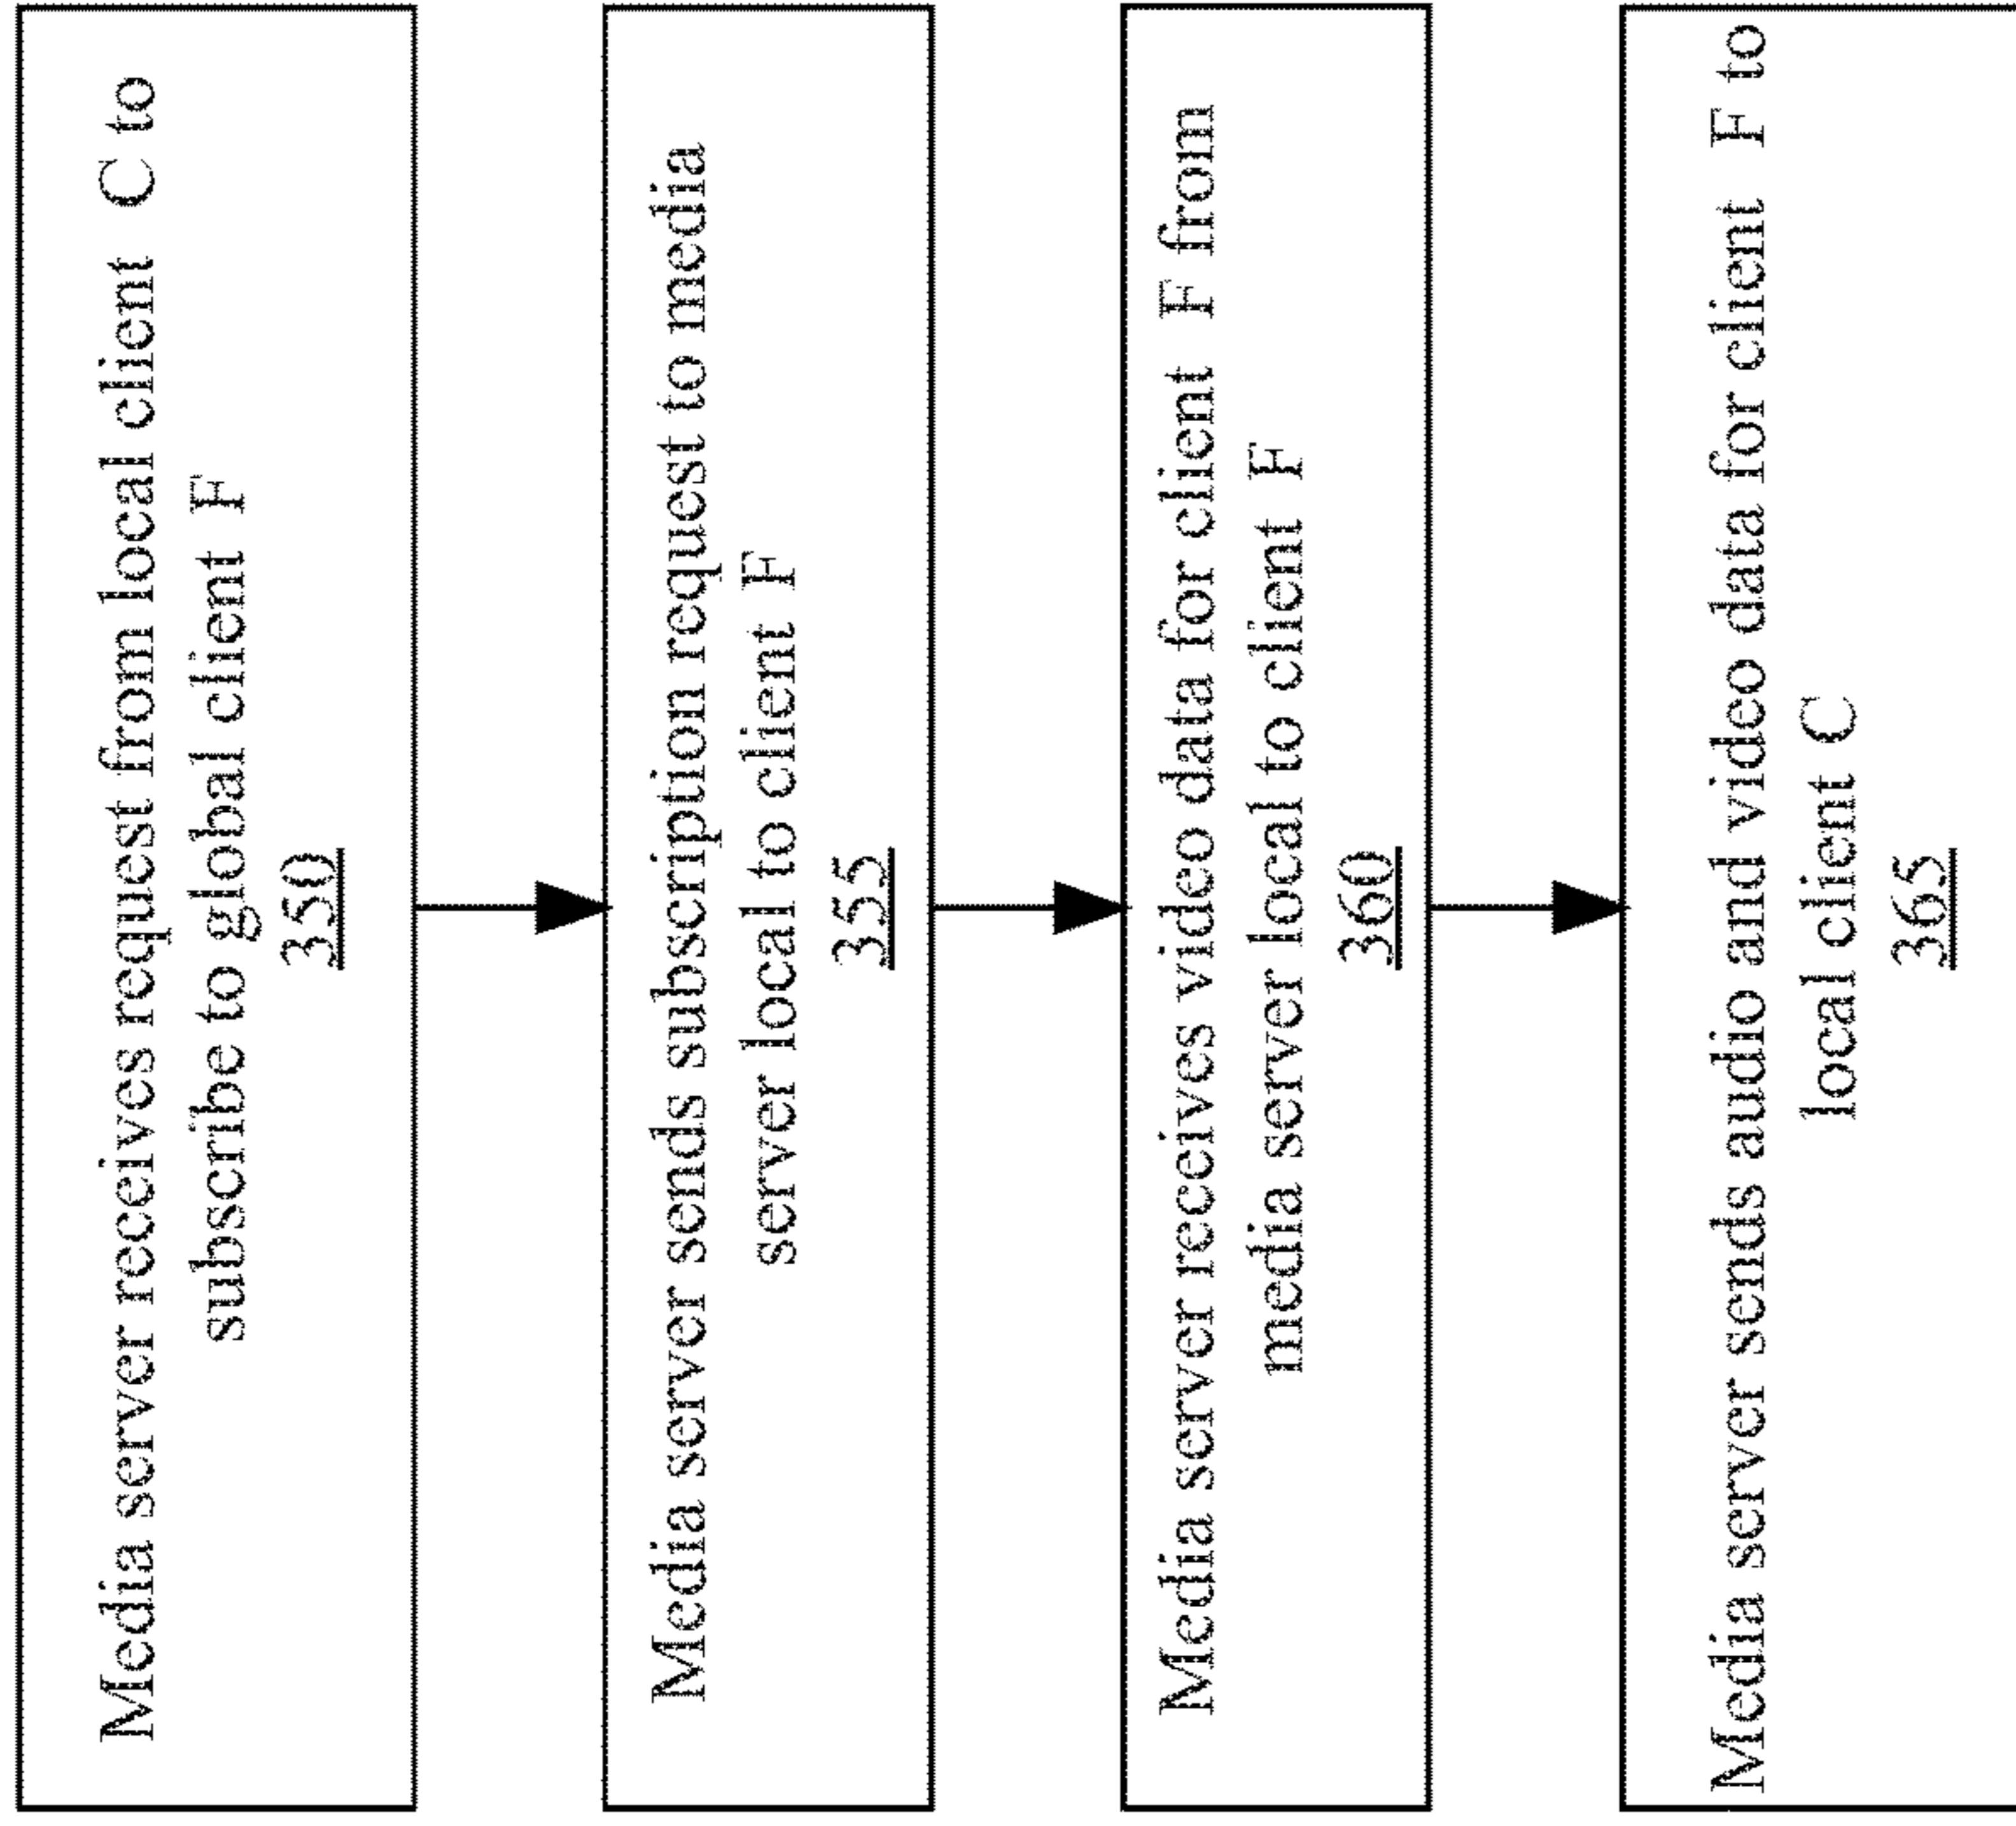 Media server receives request from local client C to
subscribe to global client F
350
Media server sends subscription request to media
server local to client F
355
Media server receives video data for client F from
media server local to client F
360
Media server sends audio and video data for client F to
local client C
365